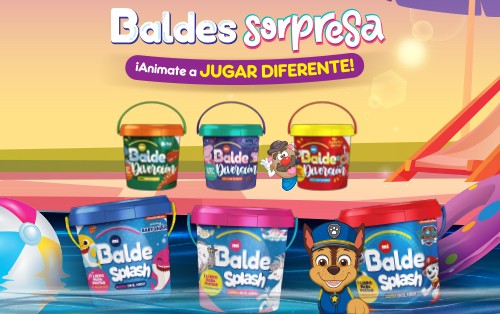 Baldes sorpresa
¡Animate a JUGAR DIFERENTE!
Balde
Diversión
Balde
Diversión
Balde
Diversión
Balde
Splash
Balde
Splash
Balde
Splash